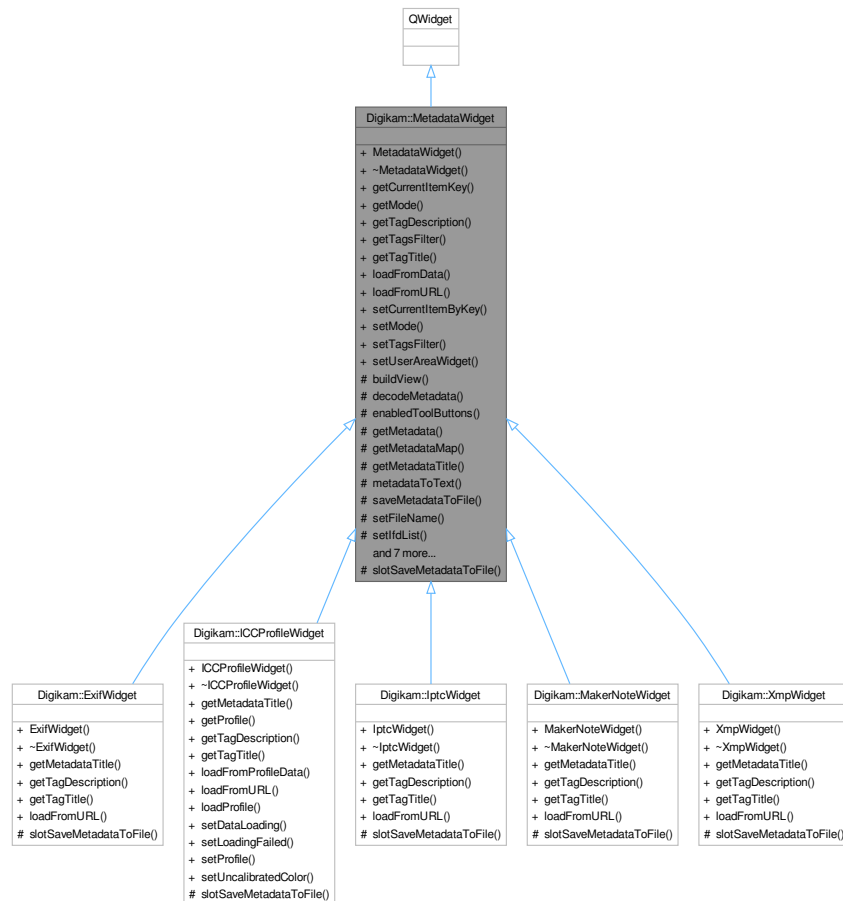 QWidget
Digikam::MetadataWidget
+ MetadataWidget()
+ ~MetadataWidget()
+ getCurrentItemKey()
+ getMode()
+ getTagDescription()
+ getTagsFilter()
+ getTagTitle()
+ loadFromData()
+ loadFromURL()
+ setCurrentItemByKey()
+ setMode()
+ setTagsFilter()
+ setUserAreaWidget()
# buildView()
# decodeMetadata()
# enabledToolButtons()
# getMetadata()
# getMetadataMap()
# getMetadataTitle()
# metadataToText()
# saveMetadataToFile()
# setFileName()
# setIfdList()
and 7 more...
# slotSaveMetadataToFile()
Digikam::ExifWidget
+ ExifWidget()
+ ~ExifWidget()
+ getMetadataTitle()
+ getTagDescription()
+ getTagTitle()
+ loadFromURL()
# slotSaveMetadataToFile()
Digikam::ICCProfileWidget
+ ICCProfileWidget()
+ ~ICCProfileWidget()
+ getMetadataTitle()
+ getProfile()
+ getTagDescription()
+ getTagTitle()
+ loadFromProfileData()
+ loadFromURL()
+ loadProfile()
+ setDataLoading()
+ setLoadingFailed()
+ setProfile()
+ setUncalibratedColor()
# slotSaveMetadataToFile()
Digikam::IptcWidget
+ IptcWidget()
+ ~IptcWidget()
+ getMetadataTitle()
+ getTagDescription()
+ getTagTitle()
+ loadFromURL()
# slotSaveMetadataToFile()
Digikam::MakerNoteWidget
+ MakerNoteWidget()
+ ~MakerNoteWidget()
+ getMetadataTitle()
+ getTagDescription()
+ getTagTitle()
+ loadFromURL()
# slotSaveMetadataToFile()
Digikam::XmpWidget
+ XmpWidget()
+ ~XmpWidget()
+ getMetadataTitle()
+ getTagDescription()
+ getTagTitle()
+ loadFromURL()
# slotSaveMetadataToFile()